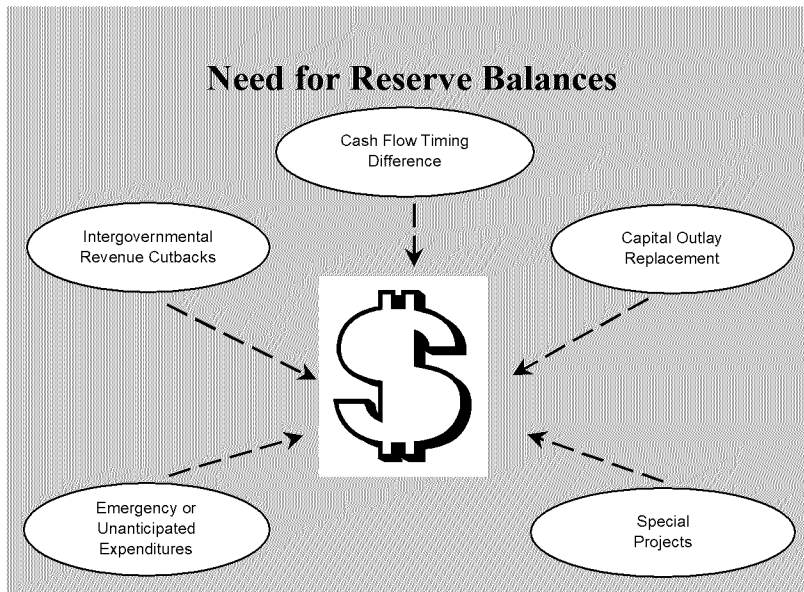 Need for Reserve Balances
Cash Flow Timing
Difference
Intergovernmental
Revenue Cutbacks
Capital Outlay
Replacement
$
Emergency or
Unanticipated
Expenditures
Special
Projects